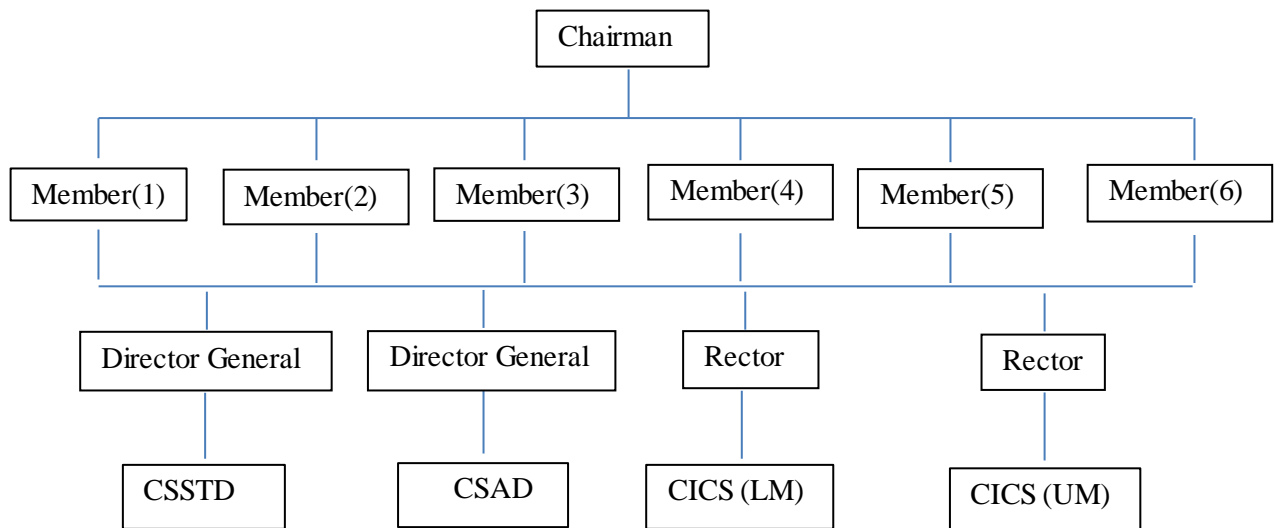 Chairman
Member(1)
Member(2)
Member(3)
Member(4)
Member(5)
Member(6)
Director General
Director General
Rector
Rector
CSSTD
CSAD
CICS (LM)
CICS (UM)